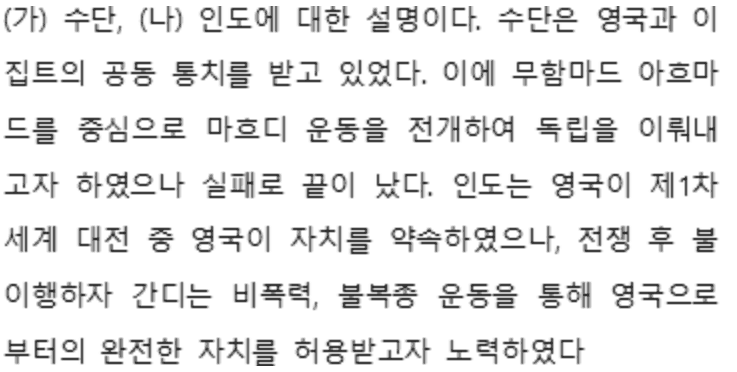 (가) 수단, (나) 인도에 대한 설명이다. 수단은 영국과 이
집트의 공동 통치를 받고 있었다. 이에 무함마드 아흐마
드를 중심으로 마흐디 운동을 전개하여 독립을 이뤄내
고자 하였으나 실패로 끝이 났다. 인도는 영국이 제1차
세계 대전 중 영국이 자치를 약속하였으나, 전쟁 후 불
이행하자 간디는 비폭력, 불복종 운동을 통해 영국으로
부터의 완전한 자치를 허용받고자 노력하였다